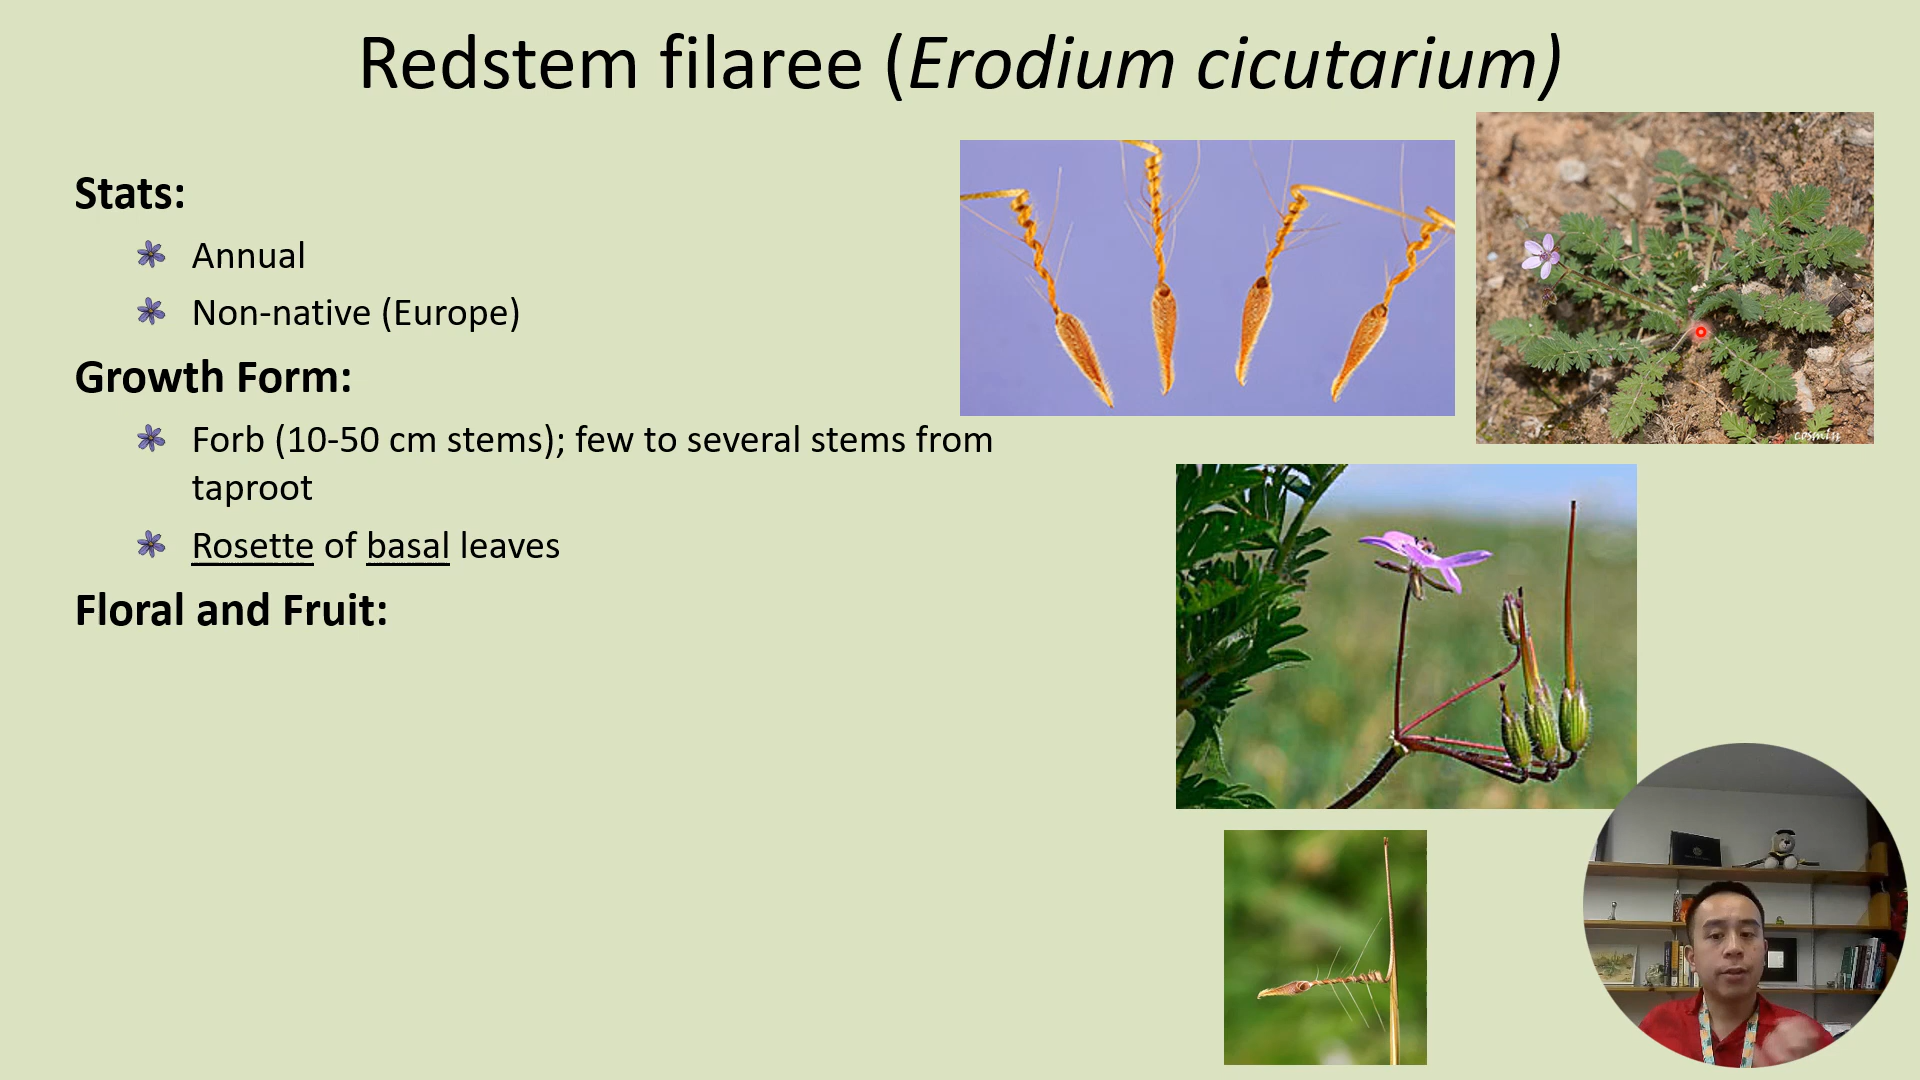 Redstem filaree (Erodium cicutarium)
Stats:
Annual
Non-native (Europe)
Growth Form:
Forb (10-50 cm stems); few to several stems from
taproot
Rosette of basal leaves
Floral and Fruit: